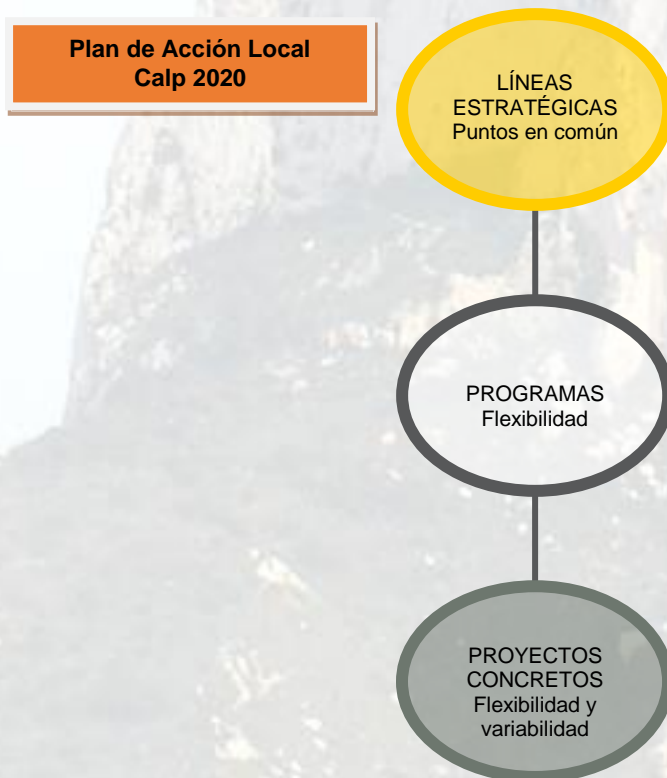 Plan de Acción Local
Calp 2020
LÍNEAS
ESTRATÉGICAS
Puntos en común
PROGRAMAS
Flexibilidad
PROYECTOS
CONCRETOS
Flexibilidad y
variabilidad